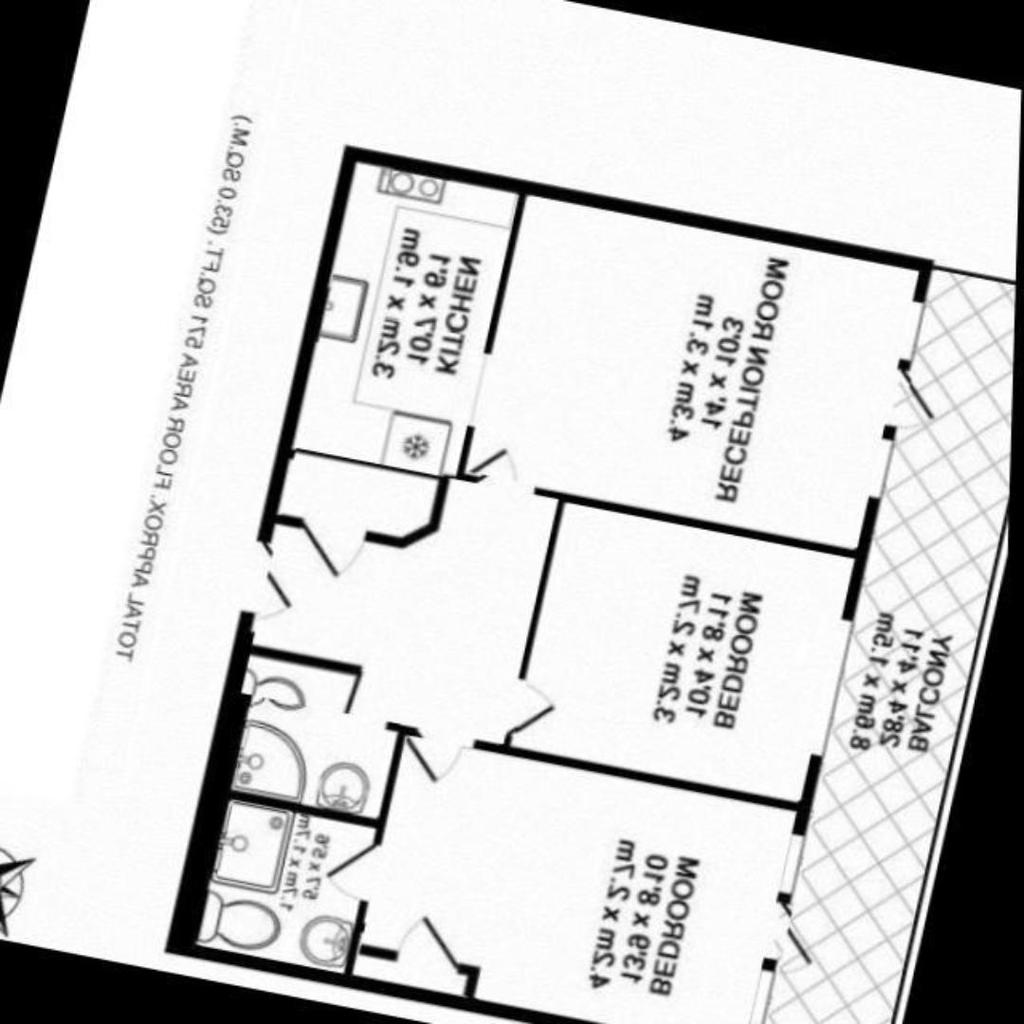 TOTAL APPROX. FLOOR AREA 571 SQ.FT. (53.0 SQ.M.)
KITCHEN
10'7 x 6'1
3.2m x 1.9m
RECEPTION ROOM
14' x 10'3
4.3m x 3.1m
BEDROOM
10'4 x 8'11
3.2m x 2.7m
BALCONY
28'4 x 4'11
8.6m x 1.5m
BEDROOM
13'9 x 8'10
4.2m x 2.7m
5'7 x 5'6
1.7m x 1.7m